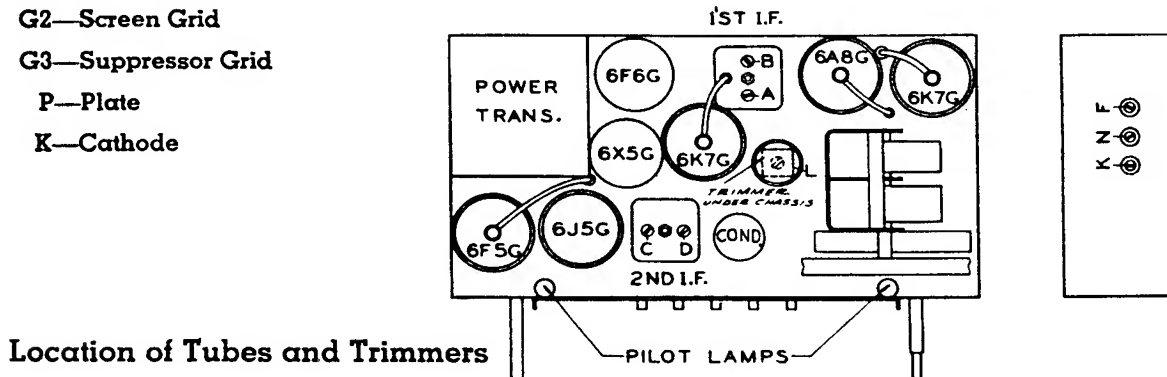 G2—Screen Grid
G3—Suppressor Grid
P—Plate
K—Cathode
1'ST I.F.
POWER
TRANS.
6F6G
B
A
6A8G
6K7G
6X5G
6K7G
L
TRIMMER
UNDER CHASSIS
6F5G
6J5G
C D
COND.
2ND I.F.
PILOT LAMPS
F
N
K
Location of Tubes and Trimmers